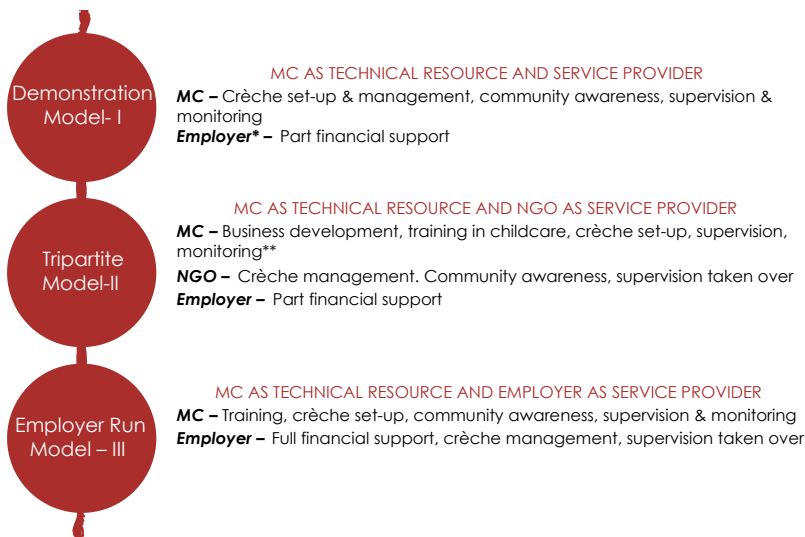 Demonstration
Model- I
MC AS TECHNICAL RESOURCE AND SERVICE PROVIDER
MC – Crèche set-up & management, community awareness, supervision &
monitoring
Employer* – Part financial support
Tripartite
Model-II
MC AS TECHNICAL RESOURCE AND NGO AS SERVICE PROVIDER
MC – Business development, training in childcare, crèche set-up, supervision,
monitoring**
NGO – Crèche management. Community awareness, supervision taken over
Employer – Part financial support
Employer Run
Model – III
MC AS TECHNICAL RESOURCE AND EMPLOYER AS SERVICE PROVIDER
MC – Training, crèche set-up, community awareness, supervision & monitoring
Employer – Full financial support, crèche management, supervision taken over